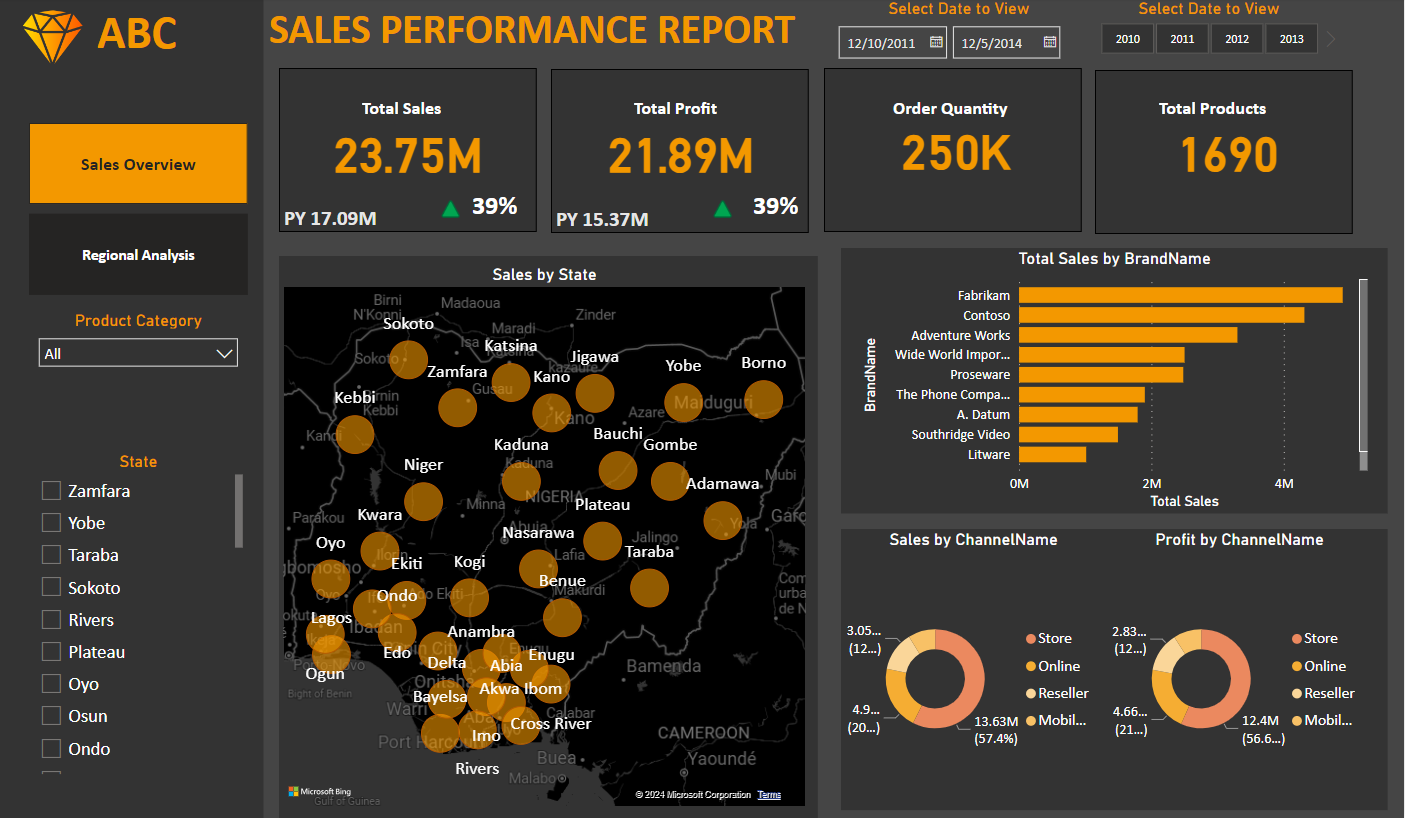 ABC
SALES PERFORMANCE REPORT
Select Date to View
12/10/2011
12/5/2014
Select Date to View
2010
2011
2012
2013
Sales Overview
Regional Analysis
Product Category
All
State
Zamfara
Yobe
Taraba
Sokoto
Rivers
Plateau
Oyo
Osun
Ondo
Total Sales
23.75M
PY 17.09M
39%
Total Profit
21.89M
PY 15.37M
39%
Order Quantity
250K
Total Products
1690
Sales by State
Birni
N'Konni
Madaoua
Zinder
Maradi
Sokoto
Katsina
Jigawa
Sokoto
Isa
Katsina
kazaure
Zamfara
Kano
Yobe
Borno
Gusau
Kebbi
Birnin
Kebbi
Kano
Azare
Maiduguri
Kandi
Kaduna
Bauchi
Gombe
Niger
Kaduna
Adamawa
Mubi
NIGERIA
Minna
Plateau
Parakou
Kwara
Abuja
Yola
Oyo
Nasarawa
Jalingo
Ilorin
Lafia
Taraba
Ekiti
Kogi
Benue
Makurdi
Oyo
Ondo
Ado Ekiti
Lagos
Ibadan
Anambra
Ikeja
Edo
Benin City
Delta
Abia
Enugu
Porto-Novo
Ogun
Onitsha
Bamenda
Bight of Benin
Bayelsa
Akwa Ibom
Warri
Aba
Calabar
Cross River
Port Harcourt
Imo
CAMEROON
Buea
Yaoundé
Rivers
Malabo
Microsoft Bing
Gulf of Guinea
© 2024 Microsoft Corporation Terms
Total Sales by BrandName
BrandName
Fabrikam
Contoso
Adventure Works
Wide World Impor...
Proseware
The Phone Compa...
A. Datum
Southridge Video
Litware
0M
2M
4M
Total Sales
Sales by ChannelName
3.05...
(12...)
4.9...
(20...)
13.63M
(57.4%)
Store
Online
Reseller
Mobil...
Profit by ChannelName
2.83...
(12...)
4.66...
(21...)
12.4M
(56.6...)
Store
Online
Reseller
Mobil...